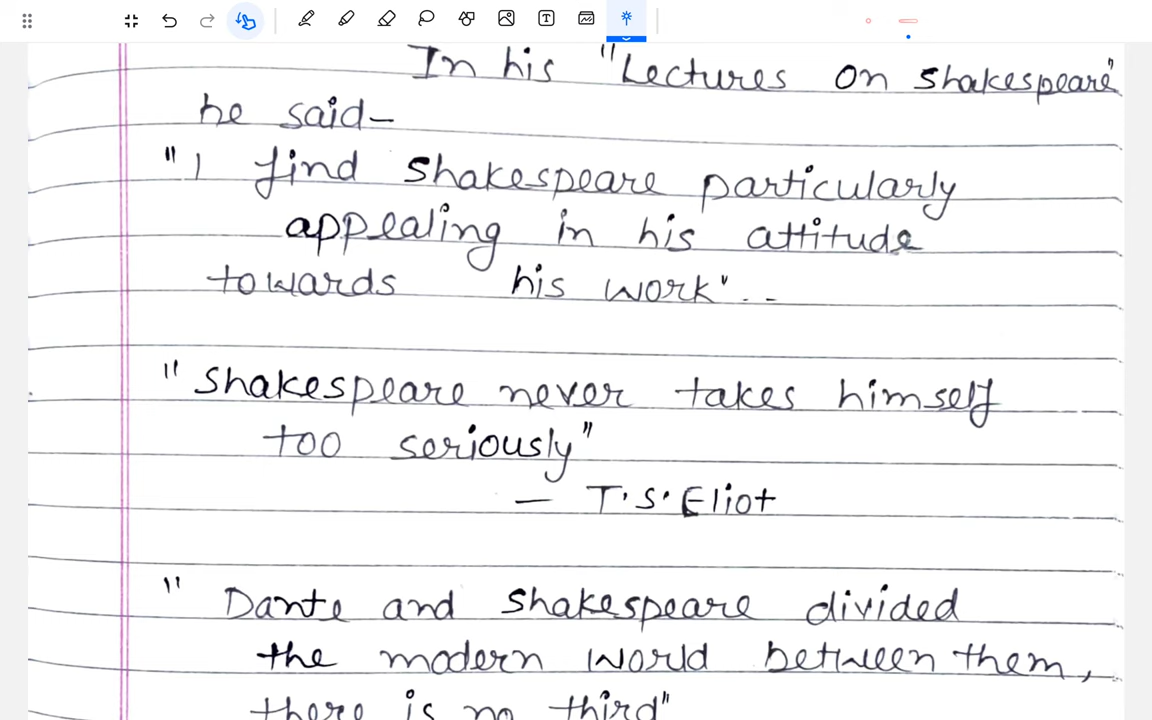 In his "Lectures on Shakespeare"
he said-
"I find Shakespeare particularly
appealing in his attitude
towards his work"..
"Shakespeare never takes himself
too seriously"
- T.S. Eliot
"Dante and Shakespeare divided
the modern world between them,
there is no third"